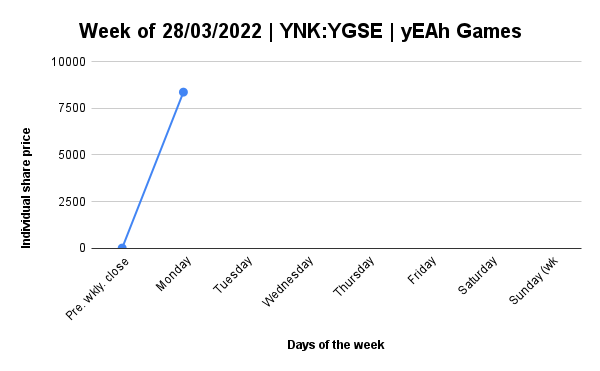 Week of 28/03/2022 | YNK:YGSE | yEAh Games
10000
7500
5000
2500
0
Individual share price
Pre. wkly. close
Monday
Tuesday
Wednesday
Thursday
Friday
Saturday
Sunday (wk
Days of the week